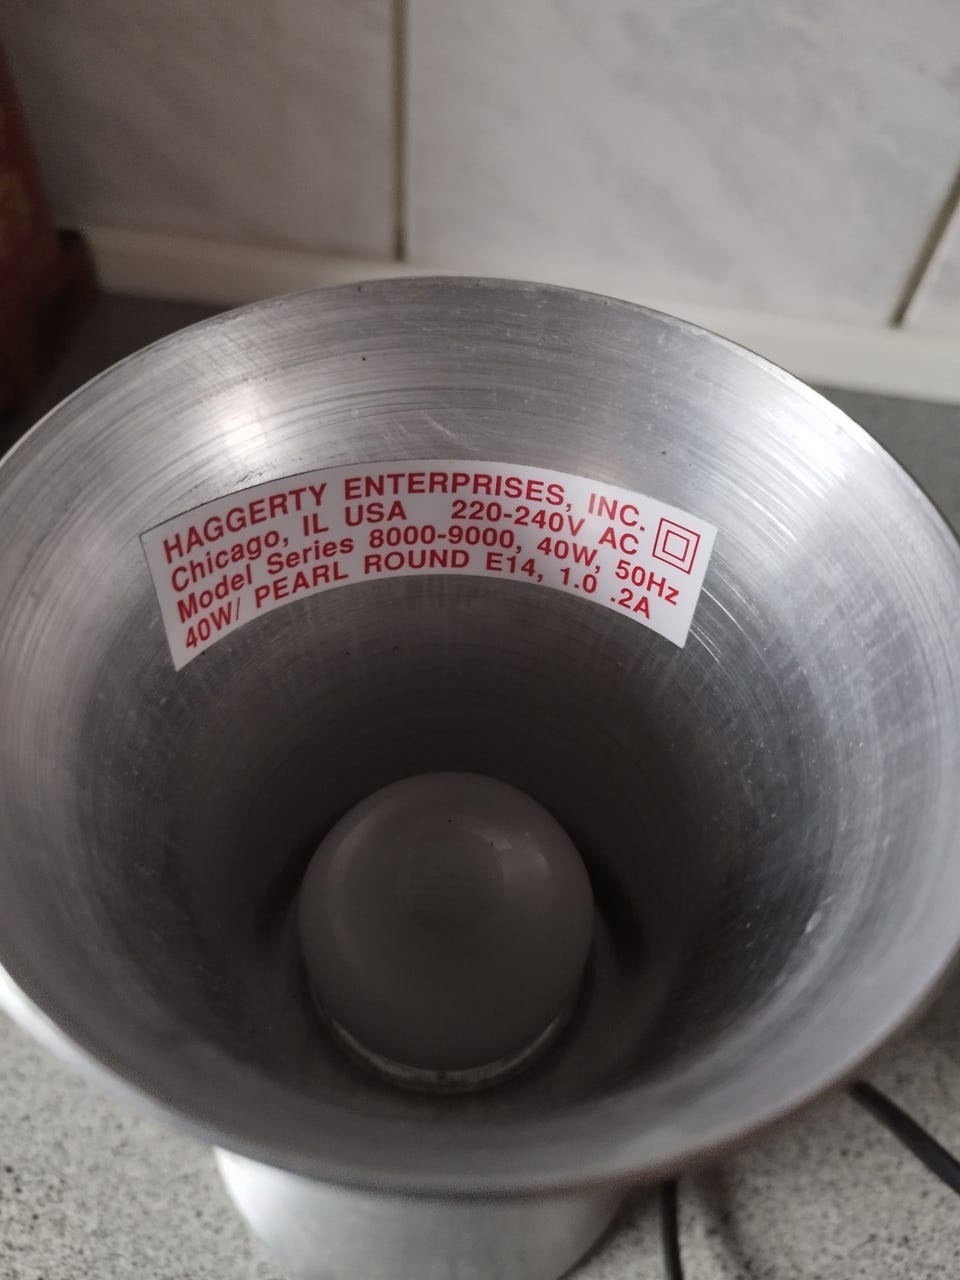 HAGGERTY ENTERPRISES, INC.
Chicago, IL USA 220-240V AC
Model Series 8000-9000, 40W, 50Hz
40W/ PEARL ROUND E14, 1.0 .2A